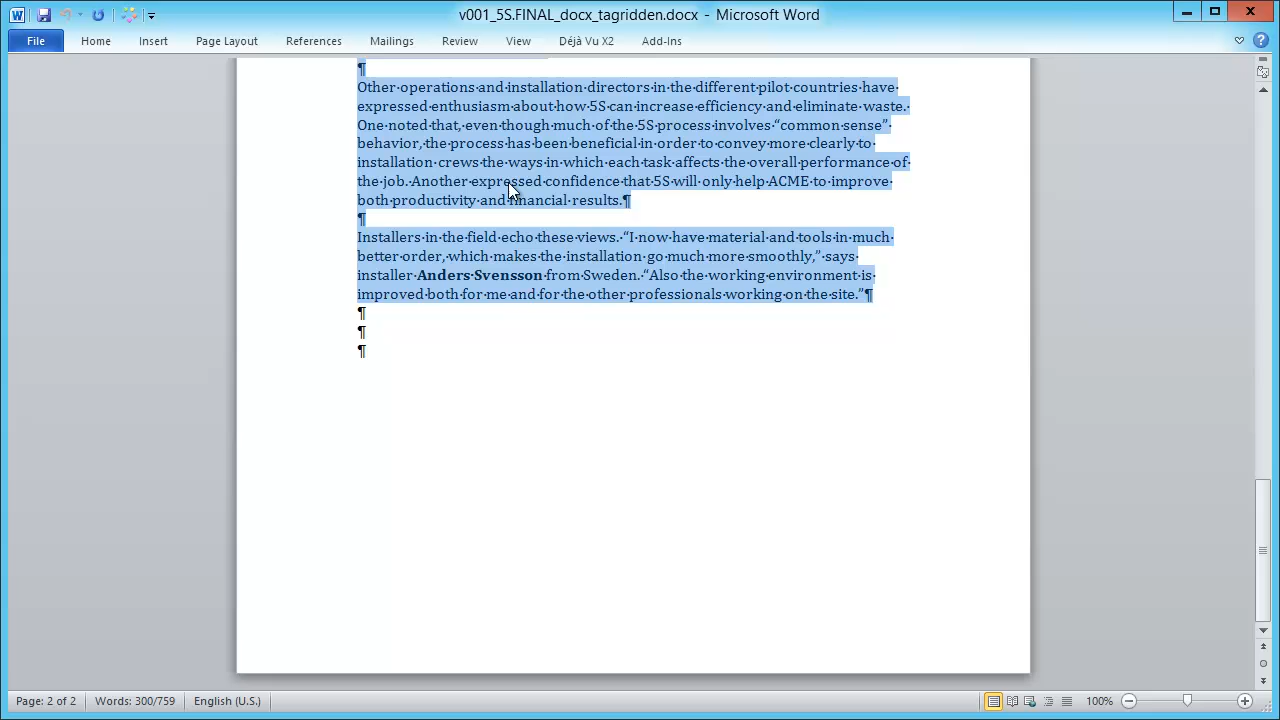 v001_5S.FINAL_docx_tagridden.docx - Microsoft Word
File Home Insert Page Layout References Mailings Review View Déjà Vu X2 Add-Ins
¶
Other·operations·and·installation·directors·in·the·different·pilot·countries·have·
expressed·enthusiasm·about·how·5S·can·increase·efficiency·and·eliminate·waste.·
One·noted·that,·even·though·much·of·the·5S·process·involves·“common·sense”·
behavior,·the·process·has·been·beneficial·in·order·to·convey·more·clearly·to·
installation·crews·the·ways·in·which·each·task·affects·the·overall·performance·of·
the·job.·Another·expressed·confidence·that·5S·will·only·help·ACME·to·improve·
both·productivity·and·financial·results.¶
¶
Installers·in·the·field·echo·these·views.·“I·now·have·material·and·tools·in·much·
better·order,·which·makes·the·installation·go·much·more·smoothly,”·says·
installer·Anders·Svensson·from·Sweden.·“Also·the·working·environment·is·
improved·both·for·me·and·for·the·other·professionals·working·on·the·site.”¶
¶
¶
¶
Page: 2 of 2 Words: 300/759 English (U.S.) 100%